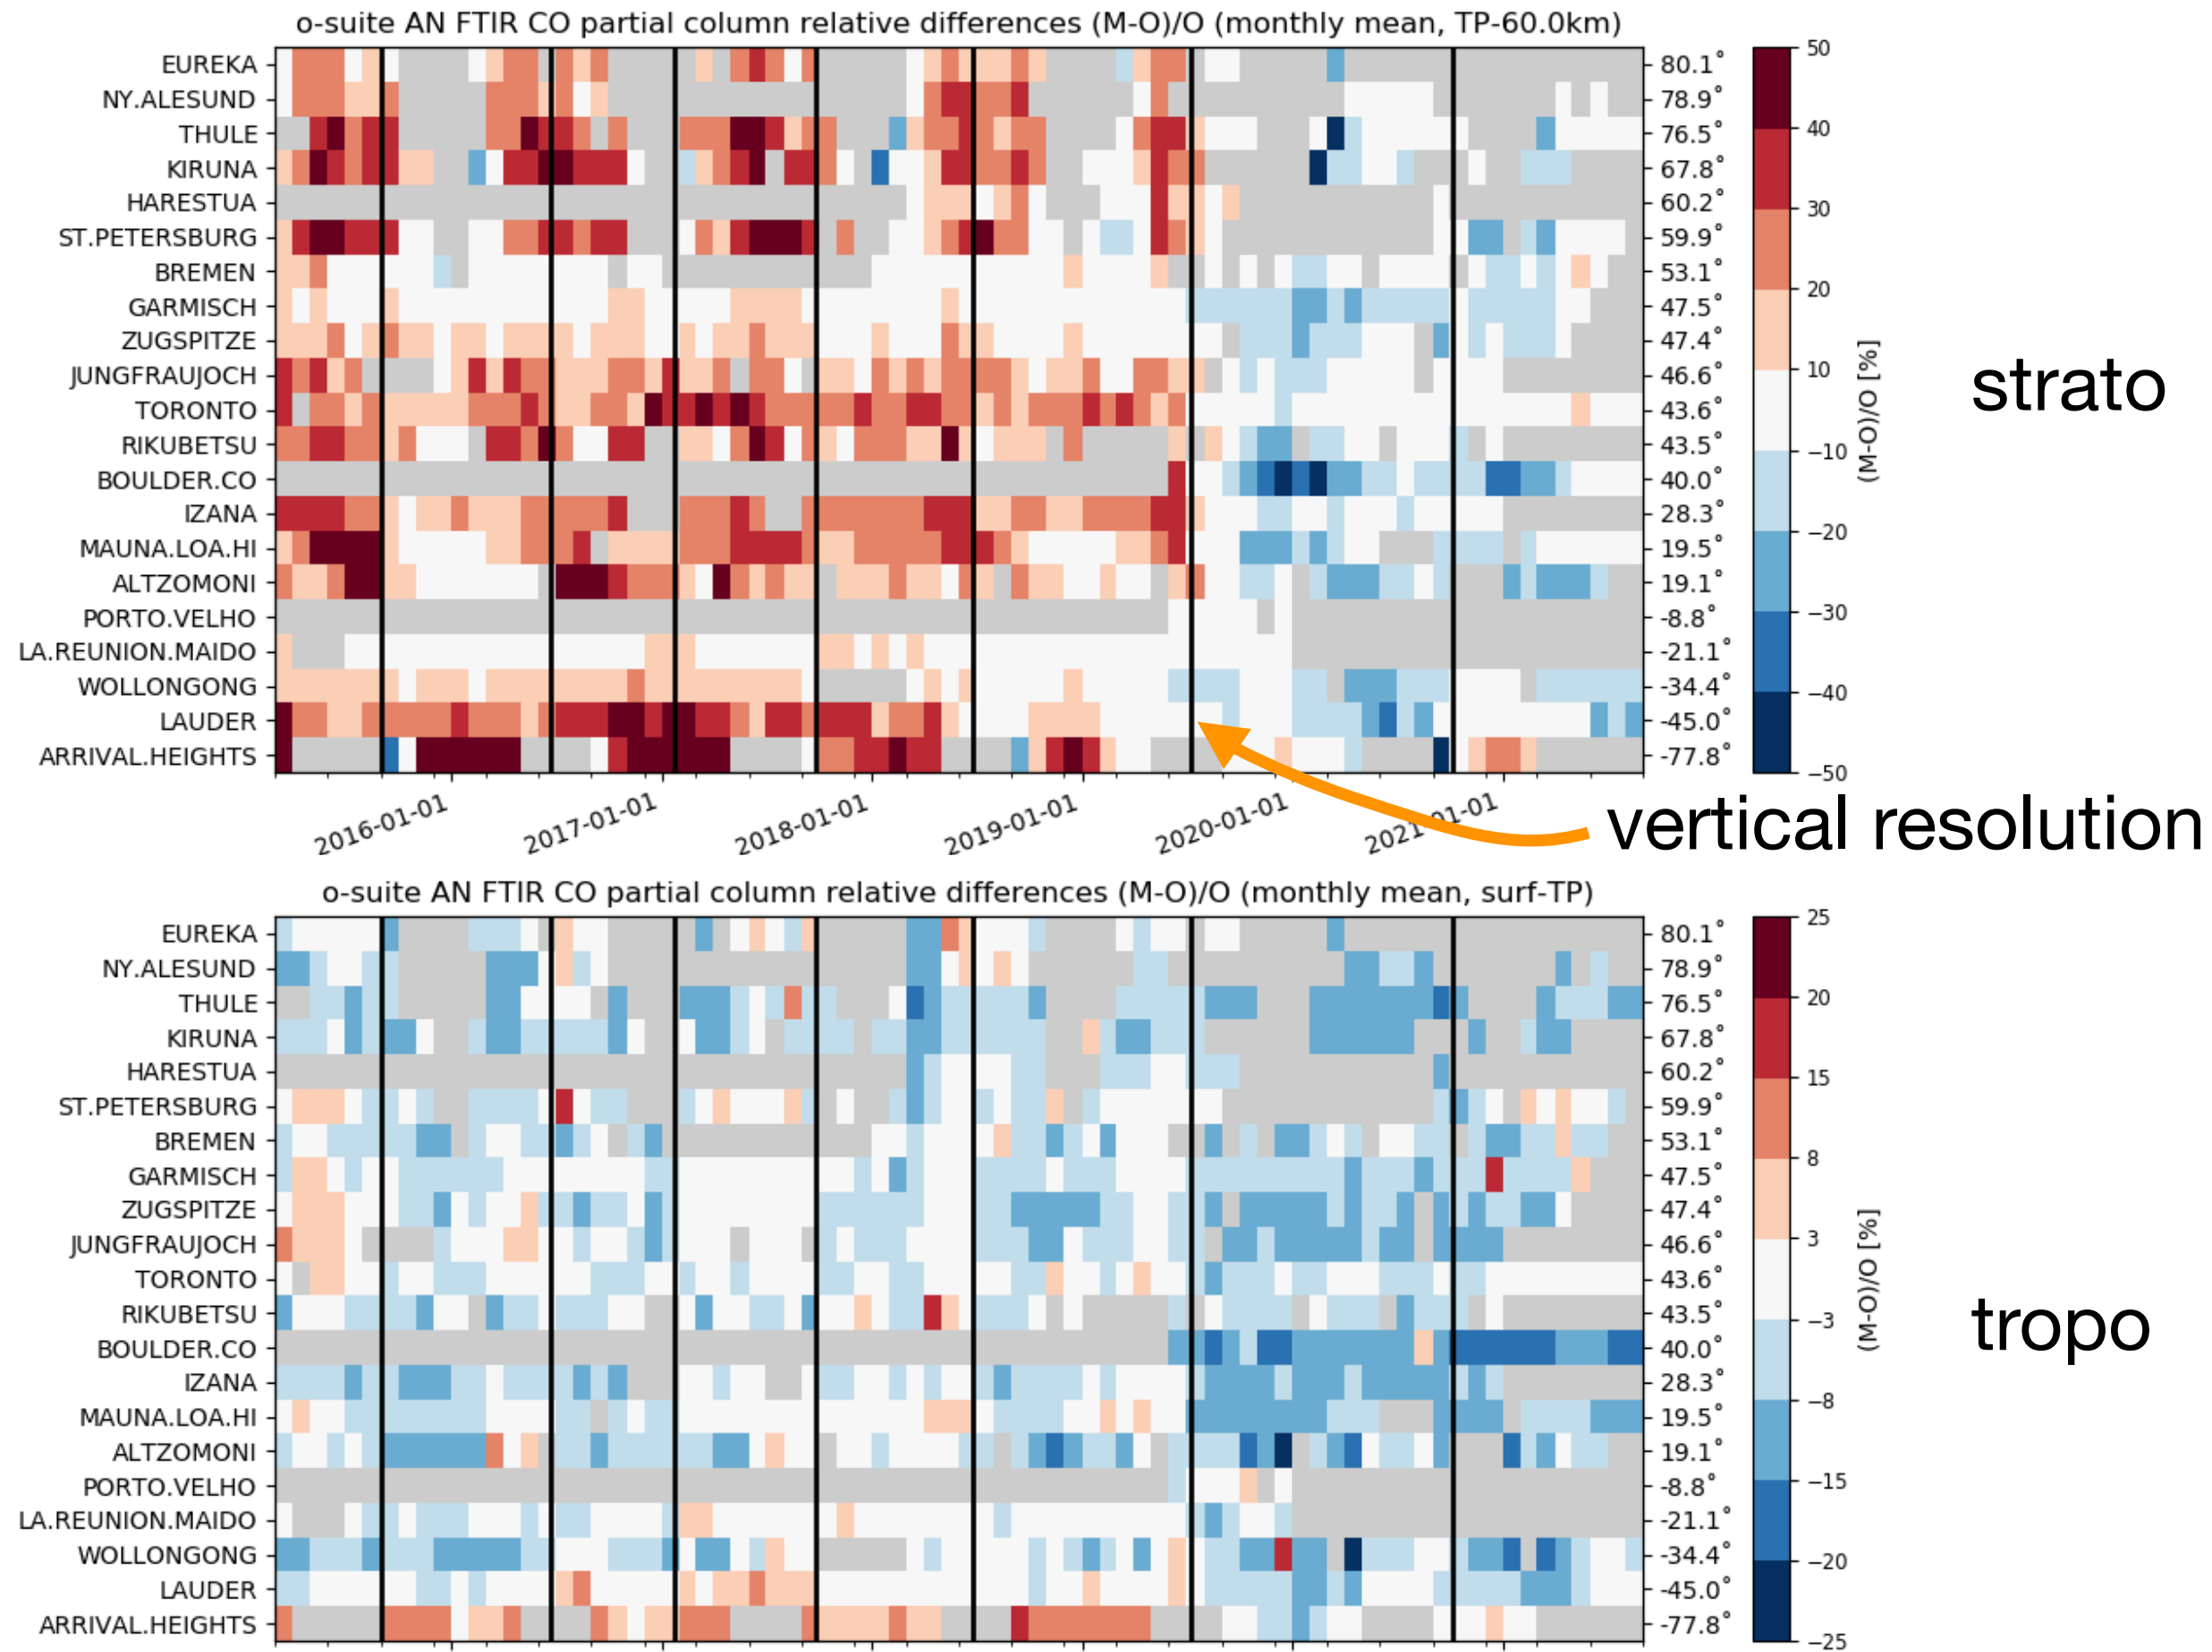 o-suite AN FTIR CO partial column relative differences (M-O)/O (monthly mean, TP-60.0km)
EUREKA 80.1˚
NY.ALESUND 78.9˚
THULE 76.5˚
KIRUNA 67.8˚
HARESTUA 60.2˚
ST.PETERSBURG 59.9˚
BREMEN 53.1˚
GARMISCH 47.5˚
ZUGSPITZE 47.4˚
JUNGFRAUJOCH 46.6˚
TORONTO 43.6˚
RIKUBETSU 43.5˚
BOULDER.CO 40.0˚
IZANA 28.3˚
MAUNA.LOA.HI 19.5˚
ALTZOMONI 19.1˚
PORTO.VELHO -8.8˚
LA.REUNION.MAIDO -21.1˚
WOLLONGONG -34.4˚
LAUDER -45.0˚
ARRIVAL.HEIGHTS -77.8˚
50
40
30
20
10
−10
−20
−30
−40
−50
(M-O)/O [%]
strato
2016-01-01 2017-01-01 2018-01-01 2019-01-01 2020-01-01 2021-01-01
vertical resolution
o-suite AN FTIR CO partial column relative differences (M-O)/O (monthly mean, surf-TP)
EUREKA 80.1˚
NY.ALESUND 78.9˚
THULE 76.5˚
KIRUNA 67.8˚
HARESTUA 60.2˚
ST.PETERSBURG 59.9˚
BREMEN 53.1˚
GARMISCH 47.5˚
ZUGSPITZE 47.4˚
JUNGFRAUJOCH 46.6˚
TORONTO 43.6˚
RIKUBETSU 43.5˚
BOULDER.CO 40.0˚
IZANA 28.3˚
MAUNA.LOA.HI 19.5˚
ALTZOMONI 19.1˚
PORTO.VELHO -8.8˚
LA.REUNION.MAIDO -21.1˚
WOLLONGONG -34.4˚
LAUDER -45.0˚
ARRIVAL.HEIGHTS -77.8˚
25
20
15
8
3
−3
−8
−15
−20
−25
(M-O)/O [%]
tropo